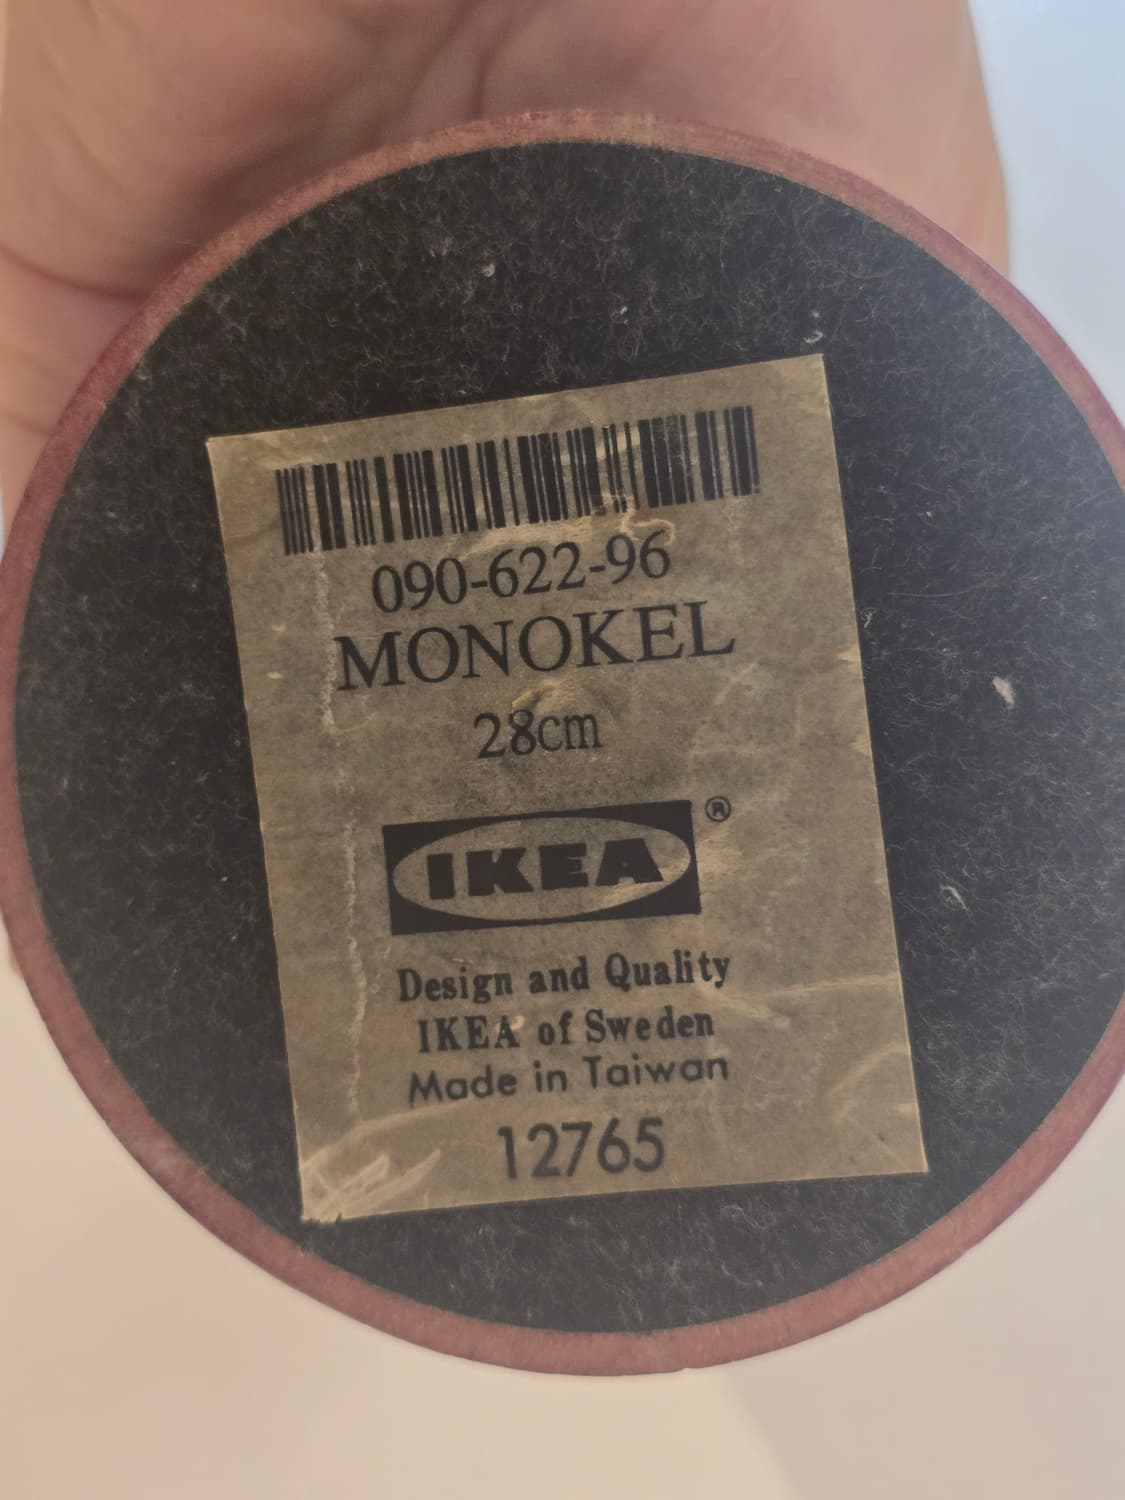 090-622-96
MONOKEL
28cm
IKEA ®
Design and Quality
IKEA of Sweden
Made in Taiwan
12765